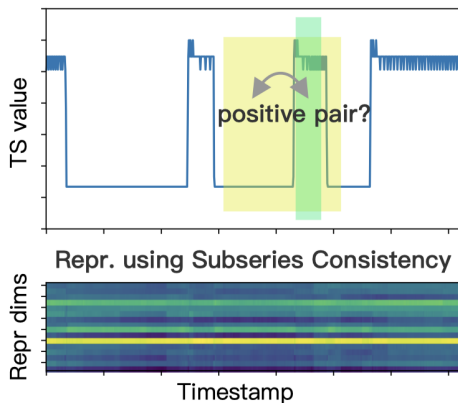 TS value
positive pair?
Repr. using Subseries Consistency
Repr dims
Timestamp